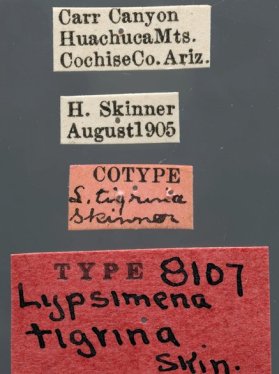 Carr Canyon
HuachucaMts.
CochiseCo.Ariz.
H. Skinner
August1905
COTYPE
L. tigrina
Skinner
TYPE 8107
Lypsimena
tigrina
Skin.